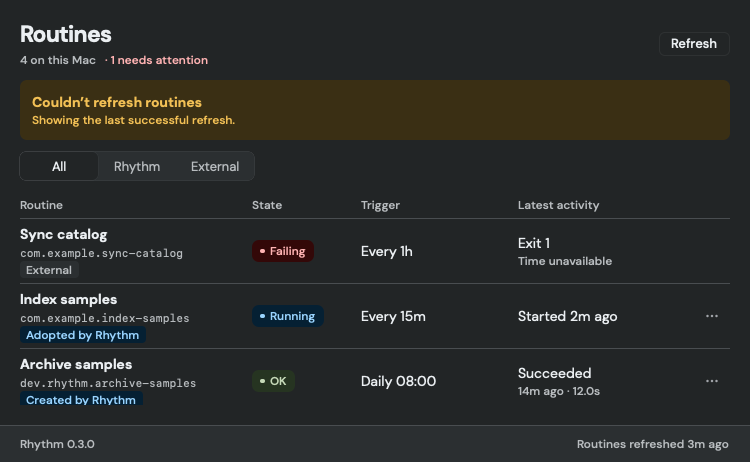 Routines
4 on this Mac · 1 needs attention
Refresh
Couldn’t refresh routines
Showing the last successful refresh.
All Rhythm External
Routine State Trigger Latest activity
Sync catalog
com.example.sync-catalog
External
Failing
Every 1h
Exit 1
Time unavailable
Index samples
com.example.index-samples
Adopted by Rhythm
Running
Every 15m
Started 2m ago
Archive samples
dev.rhythm.archive-samples
Created by Rhythm
OK
Daily 08:00
Succeeded
14m ago · 12.0s
Rhythm 0.3.0
Routines refreshed 3m ago